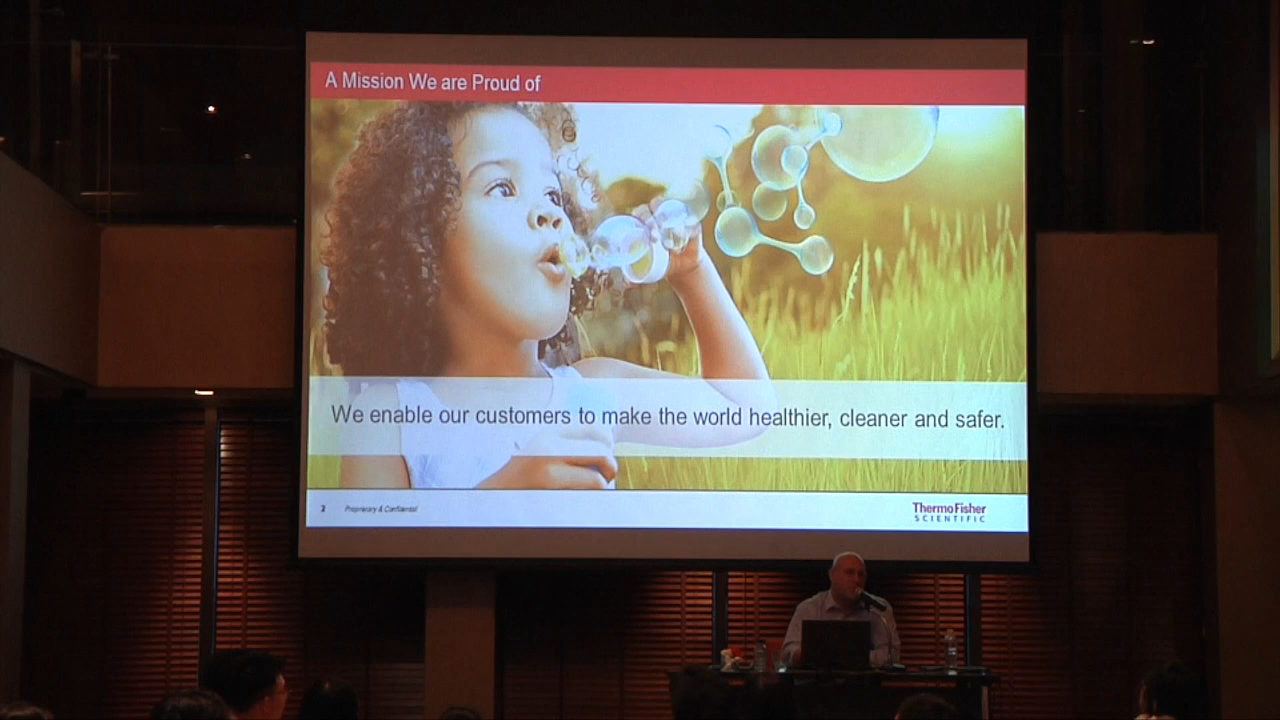 A Mission We are Proud of
We enable our customers to make the world healthier, cleaner and safer.
2 Proprietary & Confidential
ThermoFisher
SCIENTIFIC